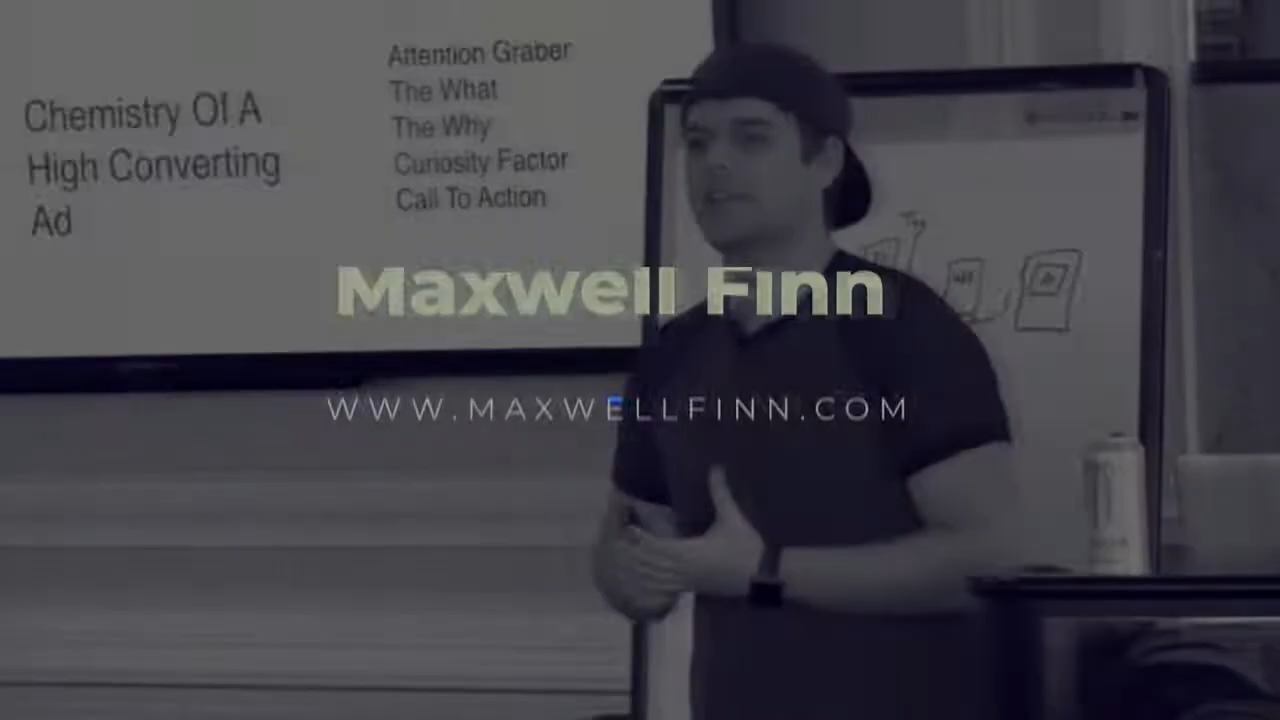 Chemistry Of A
High Converting
Ad
Attention Graber
The What
The Why
Curiosity Factor
Call To Action
Maxwell Finn
WWW.MAXWELLFINN.COM